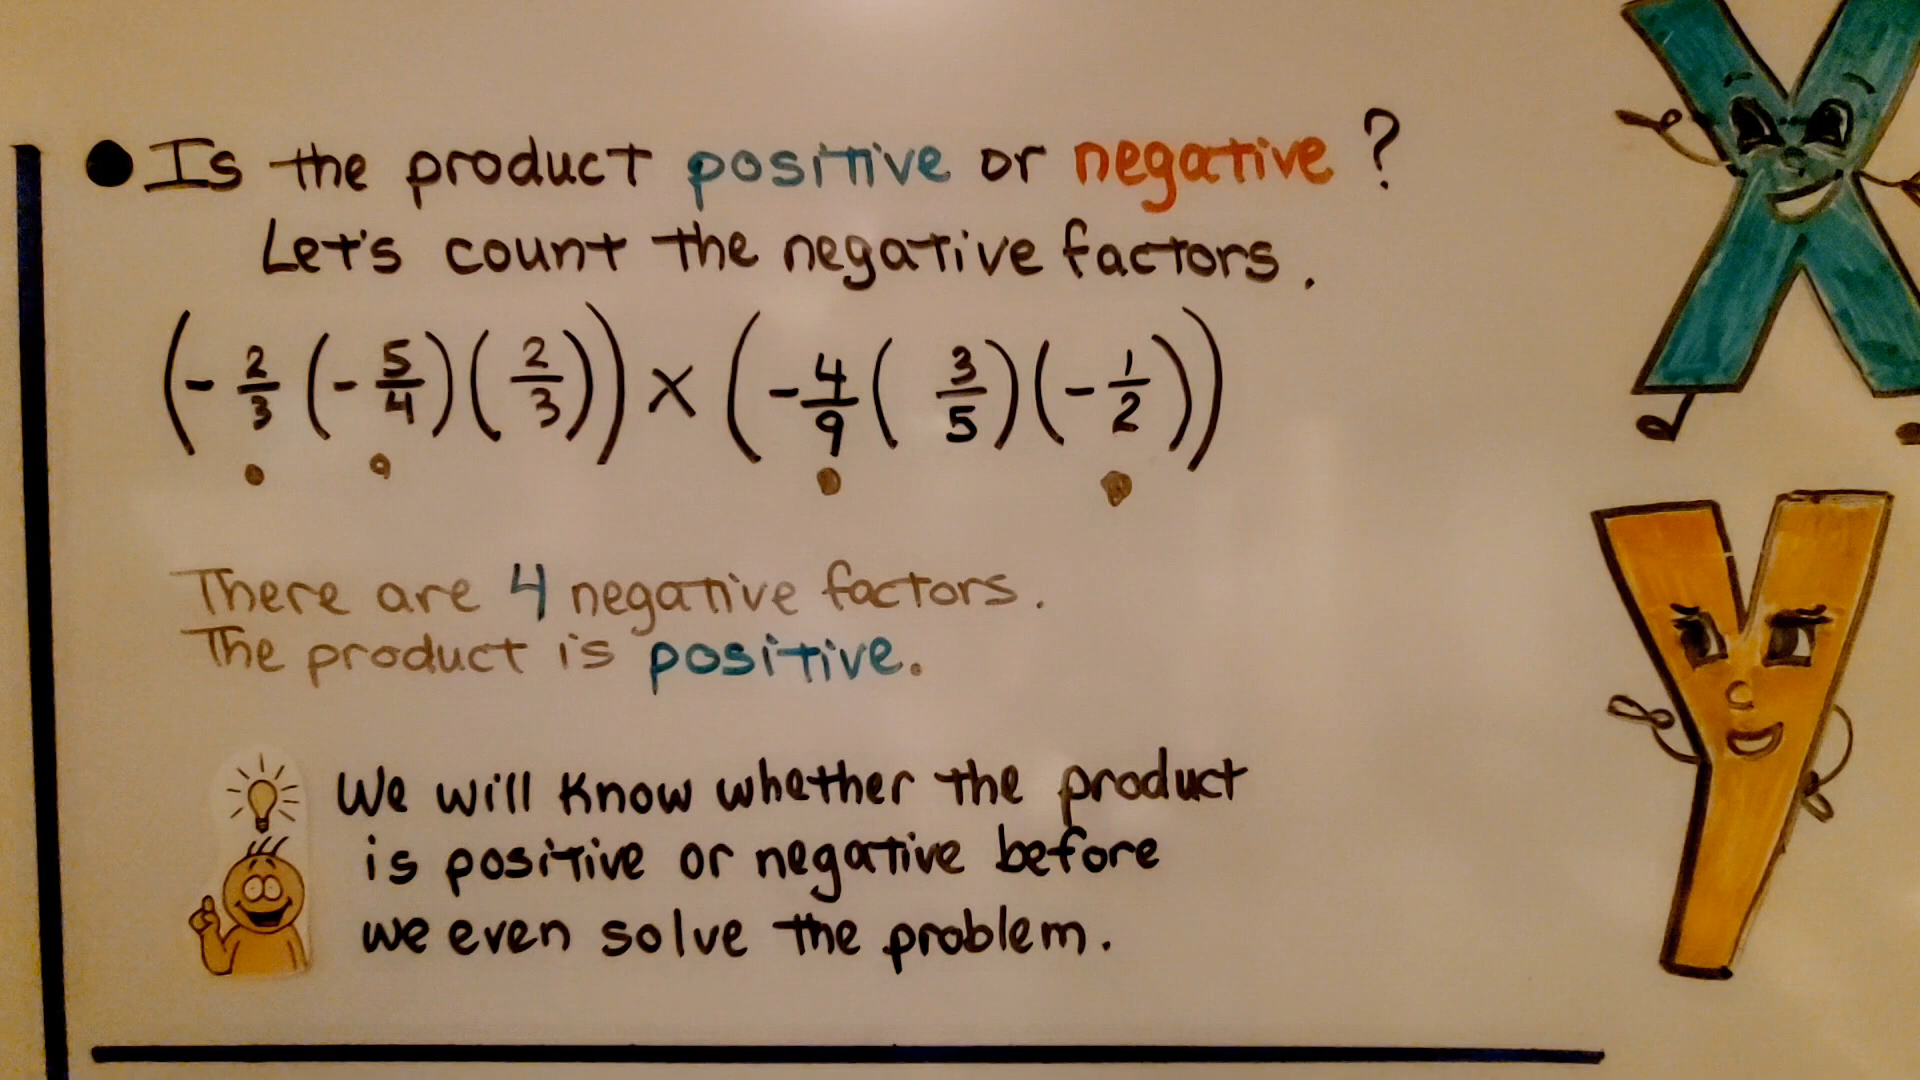 Is the product positive or negative?
Let's count the negative factors.
(-2/3(-5/4)(2/3)) × (-4/9(3/5)(-1/2))
There are 4 negative factors.
The product is positive.
We will know whether the product
is positive or negative before
we even solve the problem.